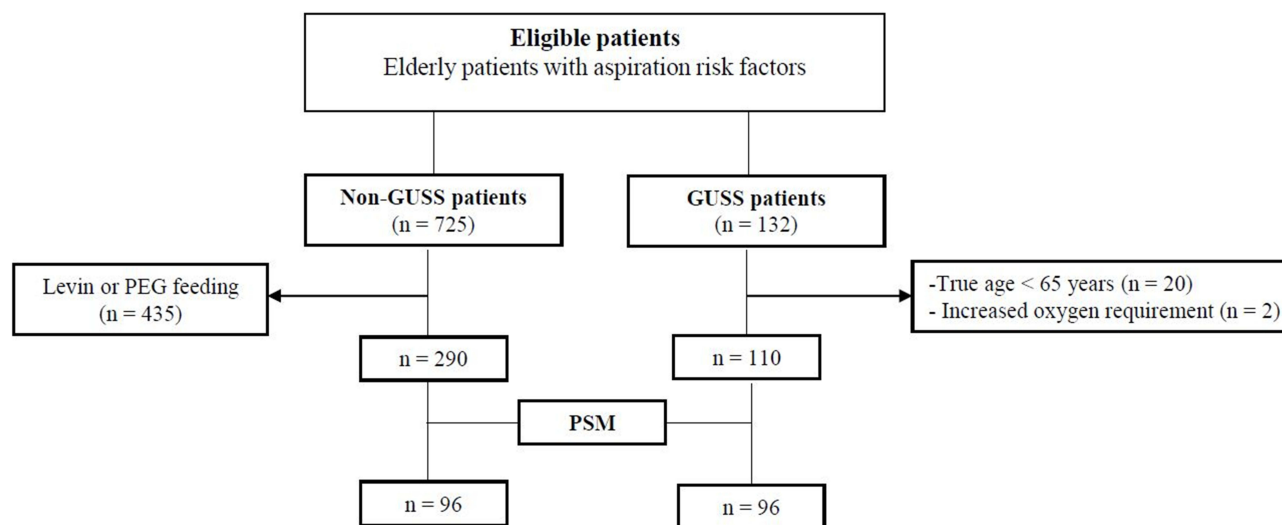 Eligible patients
Elderly patients with aspiration risk factors
Non-GUSS patients
(n = 725)
GUSS patients
(n = 132)
Levin or PEG feeding
(n = 435)
-True age < 65 years (n = 20)
- Increased oxygen requirement (n = 2)
n = 290
n = 110
PSM
n = 96
n = 96